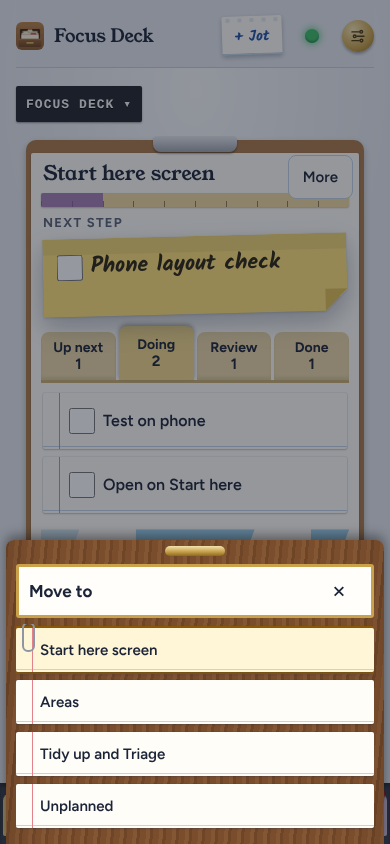 Focus Deck
+ Jot
FOCUS DECK ▾
Start here screen
More
NEXT STEP
Phone layout check
Up next
1
Doing
2
Review
1
Done
1
Test on phone
Open on Start here
Move to
×
Start here screen
Areas
Tidy up and Triage
Unplanned